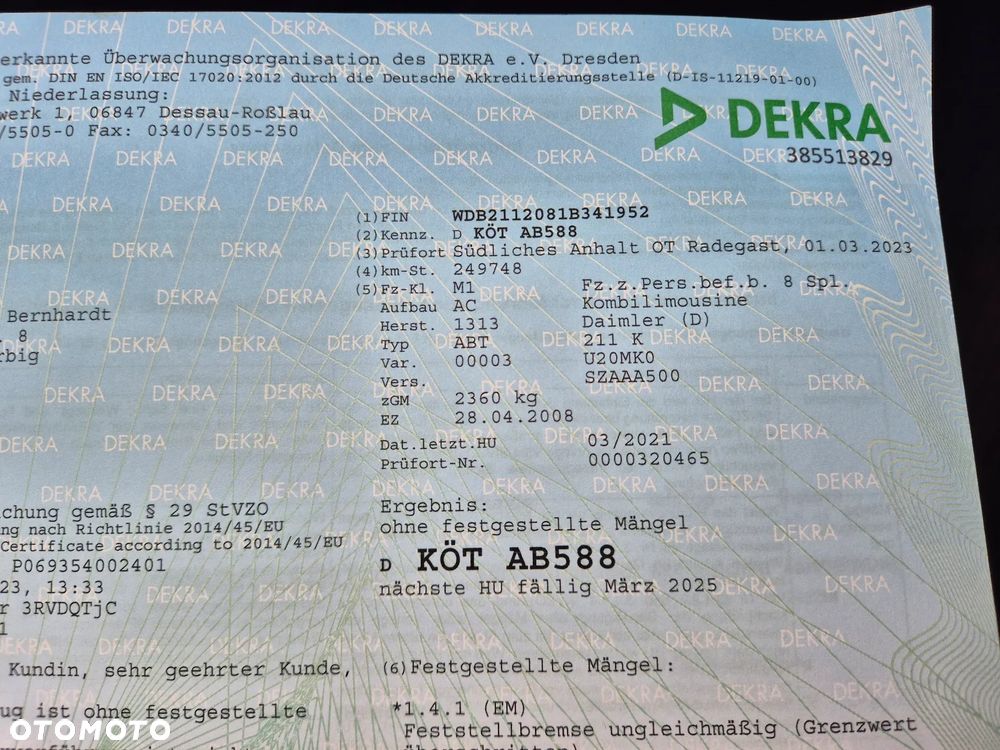 erkannte Überwachungsorganisation des DEKRA e.V. Dresden
gem. DIN EN ISO/IEC 17020:2012 durch die Deutsche Akkreditierungsstelle (D-IS-11219-01-00)
Niederlassung:
werk 1, 06847 Dessau-Roßlau
/5505-0 Fax: 0340/5505-250
DEKRA
385513829
(1) FIN WDB2112081B341952
(2) Kennz. D KÖT AB588
(3) Prüfort Südliches Anhalt OT Radegast, 01.03.2023
(4) km-St. 249748
(5) Fz-Kl. M1 Fz.z.Pers.bef.b. 8 Spl.
Aufbau AC Kombilimousine
Herst. 1313 Daimler (D)
Typ ABT 211 K
Var. 00003 U20MK0
Vers. SZAAA500
zGM 2360 kg
EZ 28.04.2008
Dat.letzt.HU 03/2021
Prüfort-Nr. 0000320465
Bernhardt
8
rbig
Ergebnis:
ohne festgestellte Mängel
D KÖT AB588
nächste HU fällig März 2025
chung gemäß § 29 StVZO
ng nach Richtlinie 2014/45/EU
Certificate according to 2014/45/EU
P069354002401
23, 13:33
r 3RVDQTjC
1
Kundin, sehr geehrter Kunde,
ug ist ohne festgestellte
(6) Festgestellte Mängel:
*1.4.1 (EM)
Feststellbremse ungleichmäßig (Grenzwert
OTOMOTO